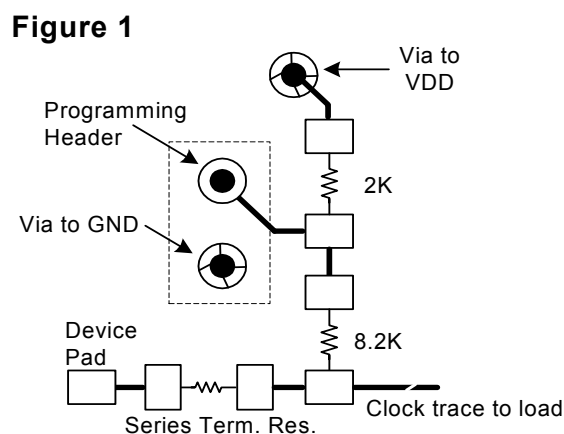 Figure 1
Via to
VDD
Programming
Header
2K
Via to GND
Device
Pad
8.2K
Clock trace to load
Series Term. Res.